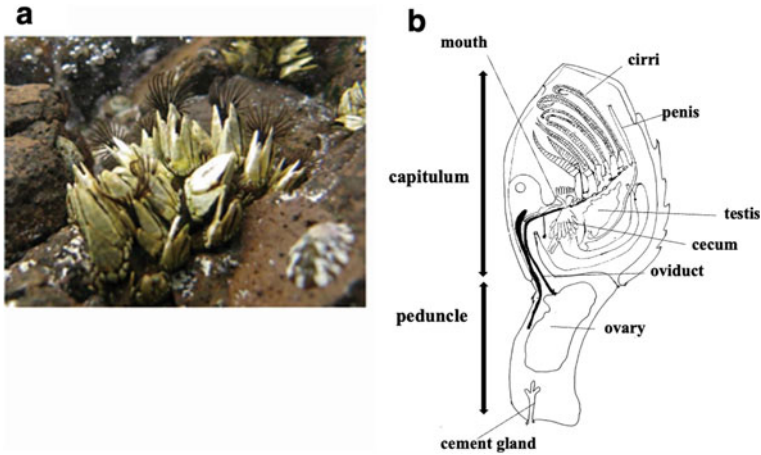 a
b
mouth
cirri
penis
capitulum
testis
cecum
oviduct
peduncle
ovary
cement gland